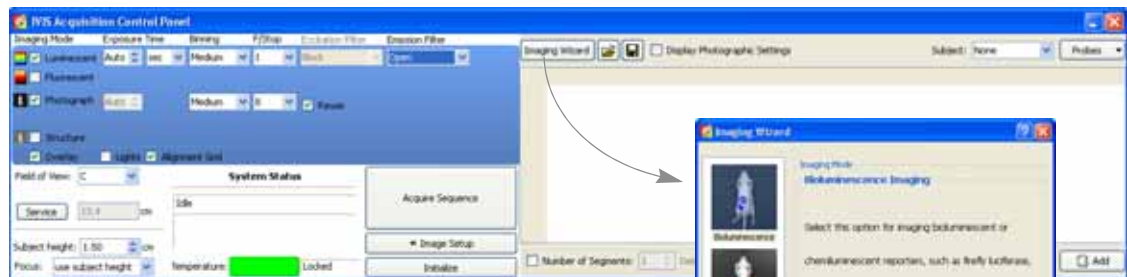 IVIS Acquisition Control Panel
Imaging Mode Exposure Time Binning F/Stop Excitation Filter Emission Filter
Luminescent Auto sec Medium 1 Block Open
Fluorescent
Photograph Auto Medium 8
Structure
Overlay Lights Alignment Grid
Field of View: C
Service 13.4 cm
Subject height: 1.50 cm
Focus: use subject height
System Status
Idle
Temperature: Locked
Acquire Sequence
Image Setup
Initialize
Imaging Wizard Display Photographic Settings Subject: None Probes
Number of Segments: 1
Add
Imaging Wizard
Bioluminescence
Imaging Mode
Bioluminescence Imaging
Select this option for imaging bioluminescent or
chemiluminescent reporters, such as firefly luciferase,